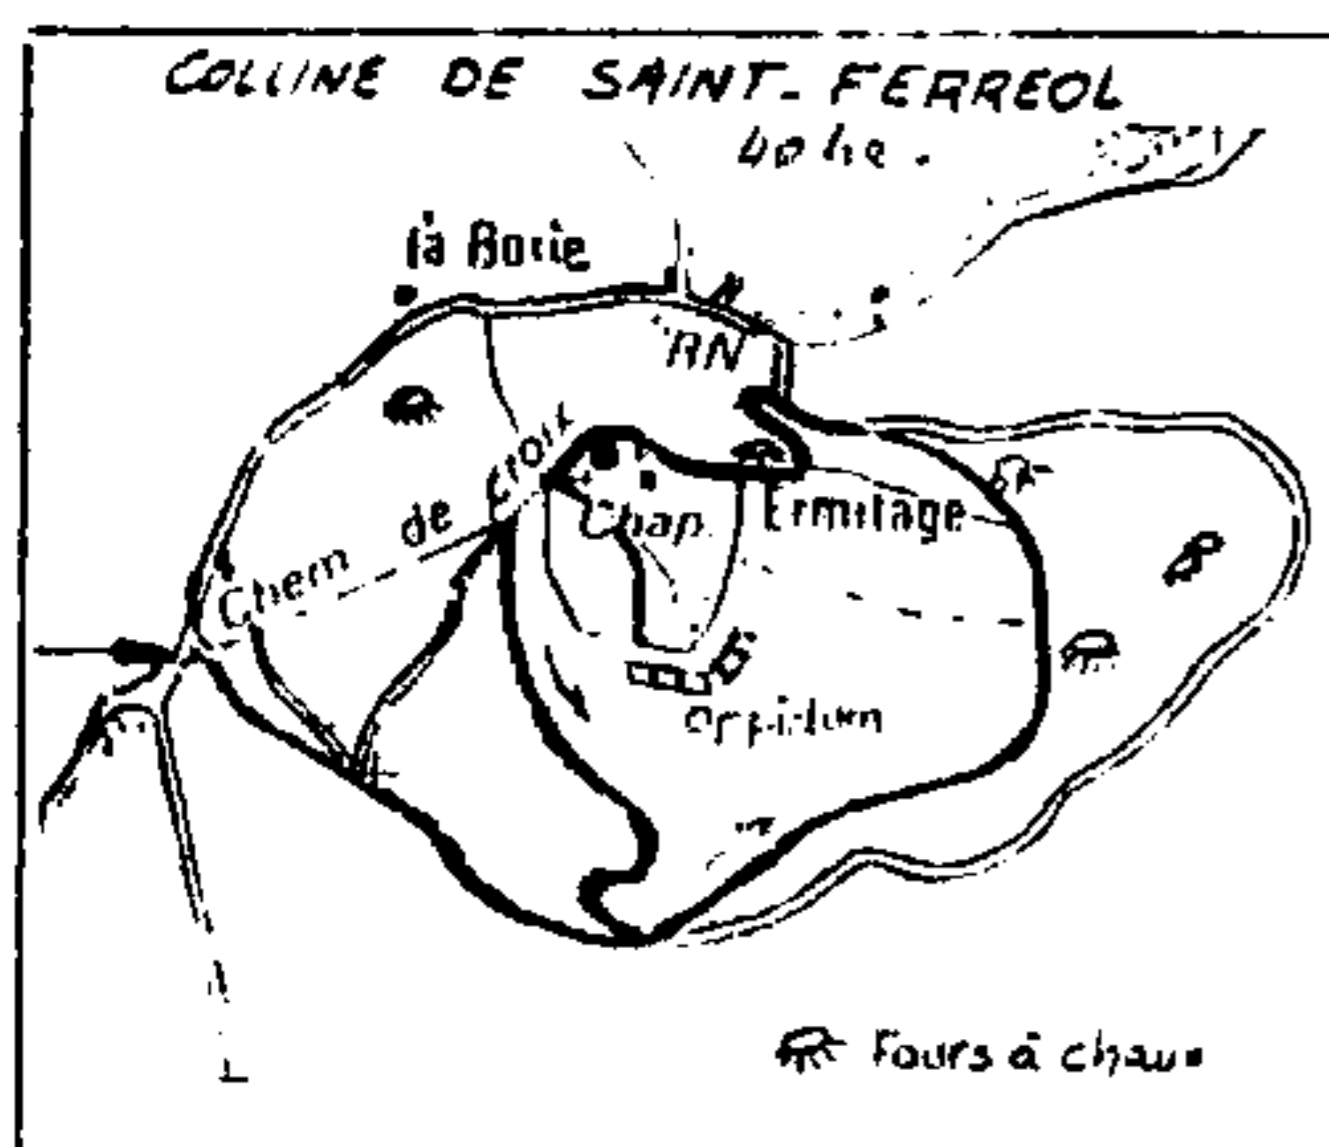 COLLINE DE SAINT-FERREOL
40 ha.
la Borie
RN
Chem de croix
Chap.
Ermitage
oppidum
Fours à chaux